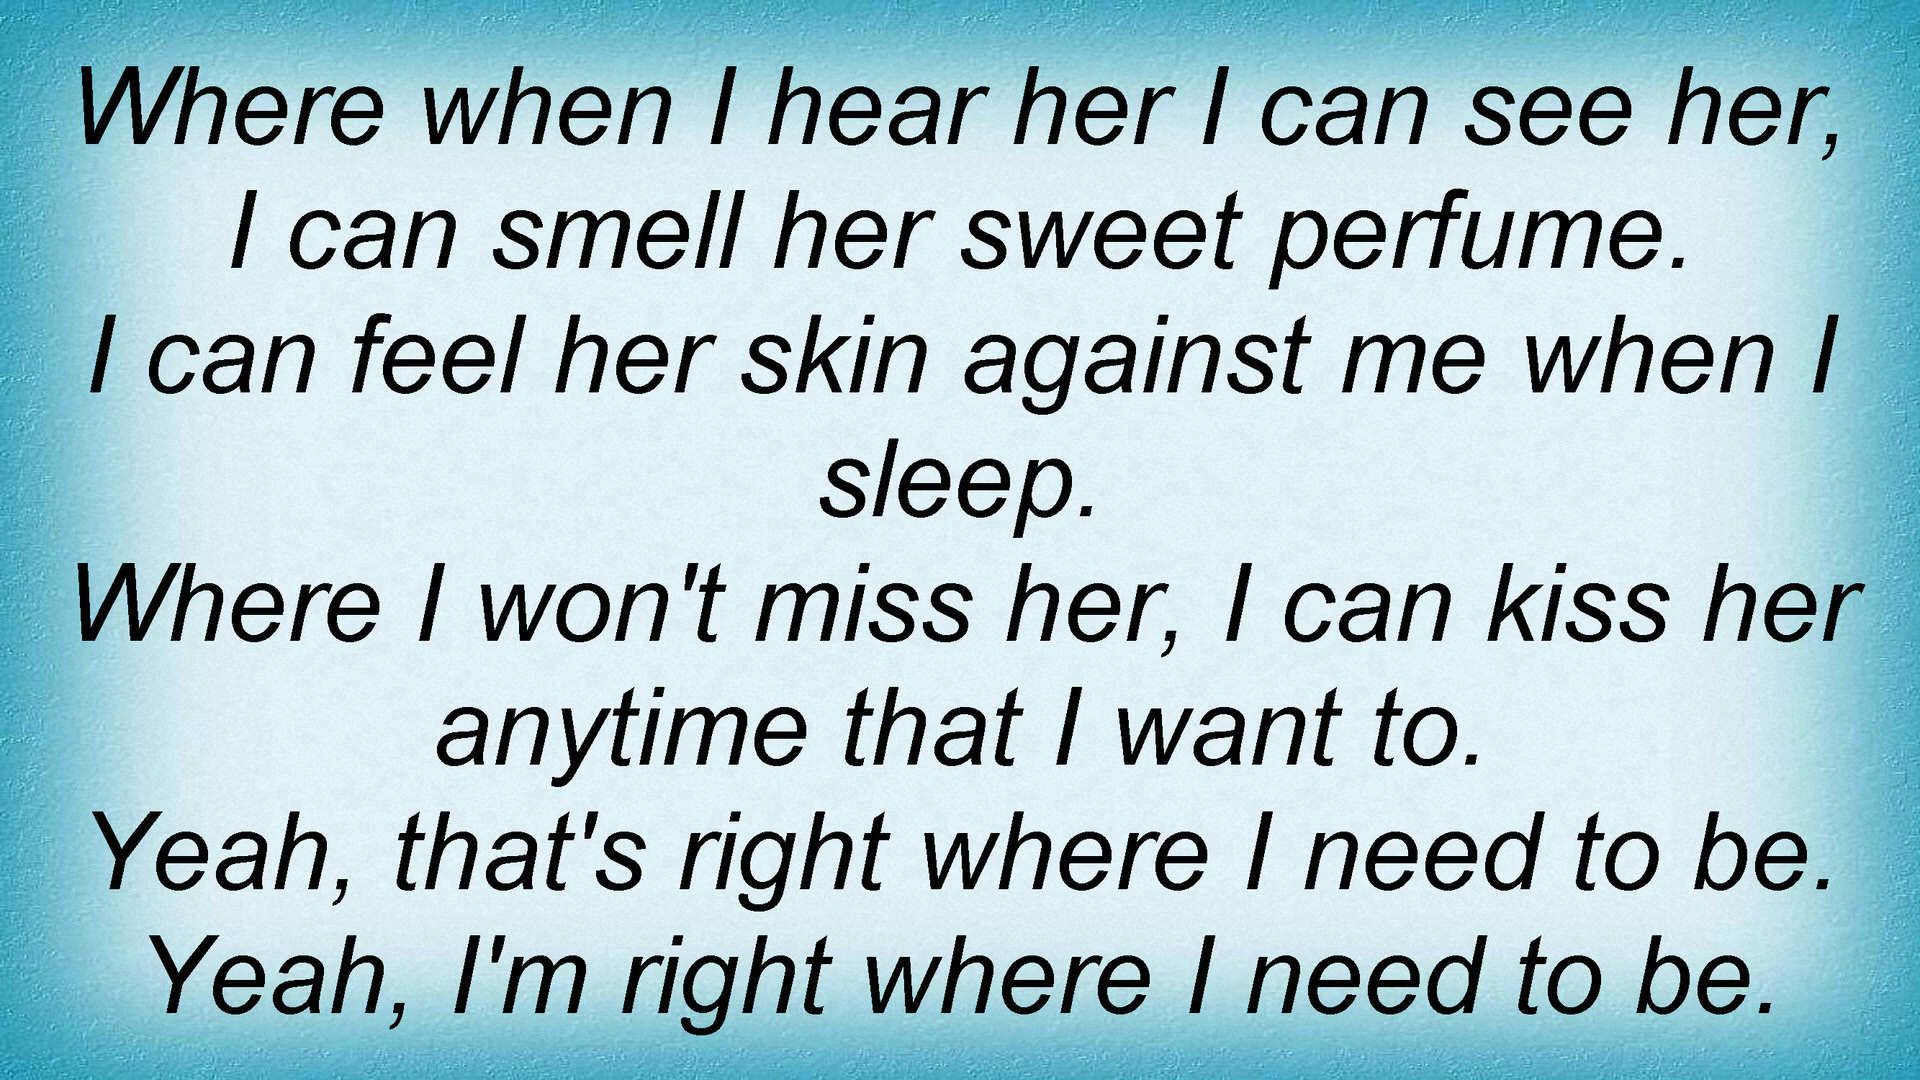 Where when I hear her I can see her,
I can smell her sweet perfume.
I can feel her skin against me when I
sleep.
Where I won't miss her, I can kiss her
anytime that I want to.
Yeah, that's right where I need to be.
Yeah, I'm right where I need to be.